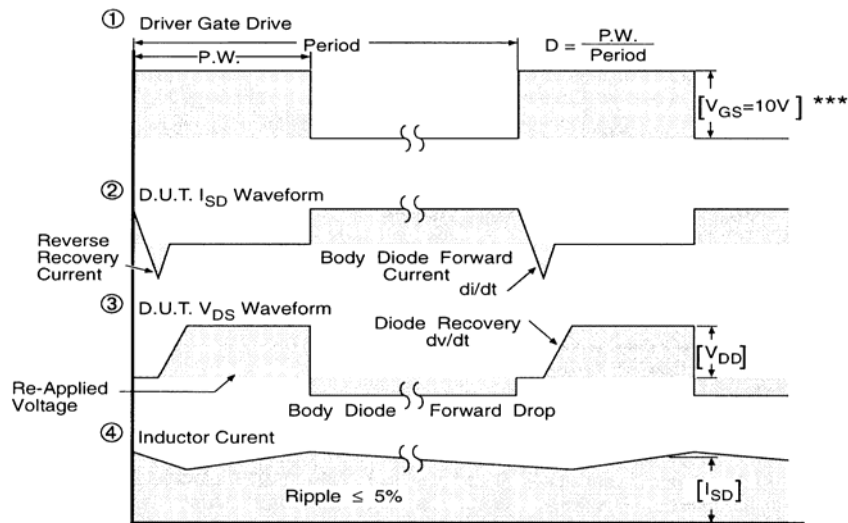 ① Driver Gate Drive
Period
P.W.
D = P.W. / Period
[VGS=10V] ***
② D.U.T. ISD Waveform
Reverse
Recovery
Current
Body Diode Forward
Current
di/dt
③ D.U.T. VDS Waveform
Diode Recovery
dv/dt
[VDD]
Re-Applied
Voltage
Body Diode Forward Drop
④ Inductor Curent
Ripple ≤ 5%
[ISD]